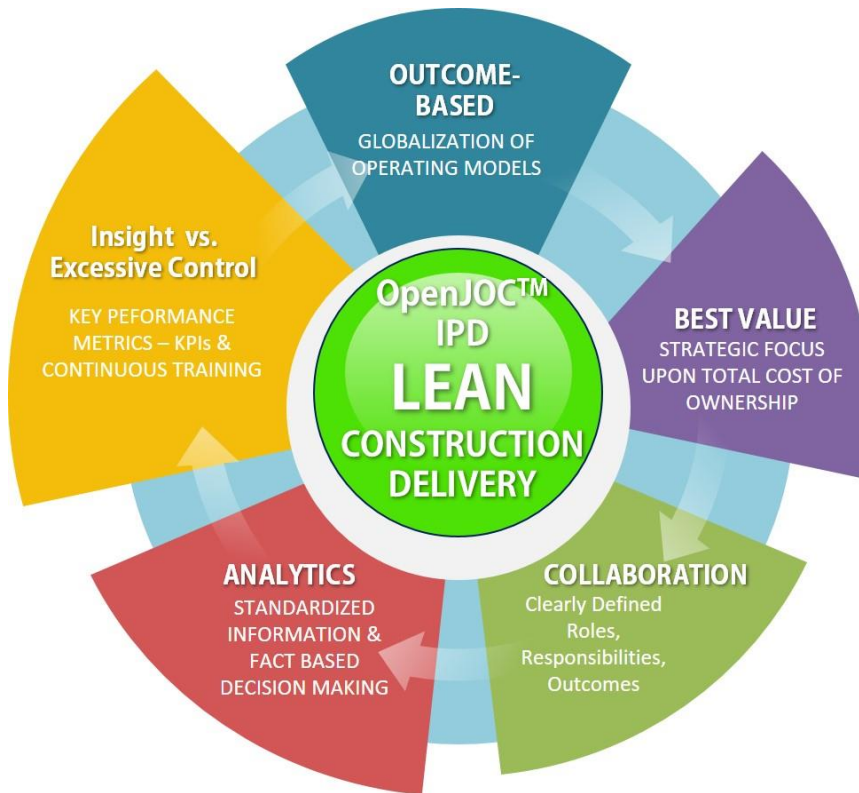 OUTCOME-
BASED
GLOBALIZATION OF
OPERATING MODELS
BEST VALUE
STRATEGIC FOCUS
UPON TOTAL COST OF
OWNERSHIP
COLLABORATION
Clearly Defined
Roles,
Responsibilities,
Outcomes
ANALYTICS
STANDARDIZED
INFORMATION &
FACT BASED
DECISION MAKING
Insight vs.
Excessive Control
KEY PEFORMANCE
METRICS – KPIs &
CONTINUOUS TRAINING
OpenJOC™
IPD
LEAN
CONSTRUCTION
DELIVERY